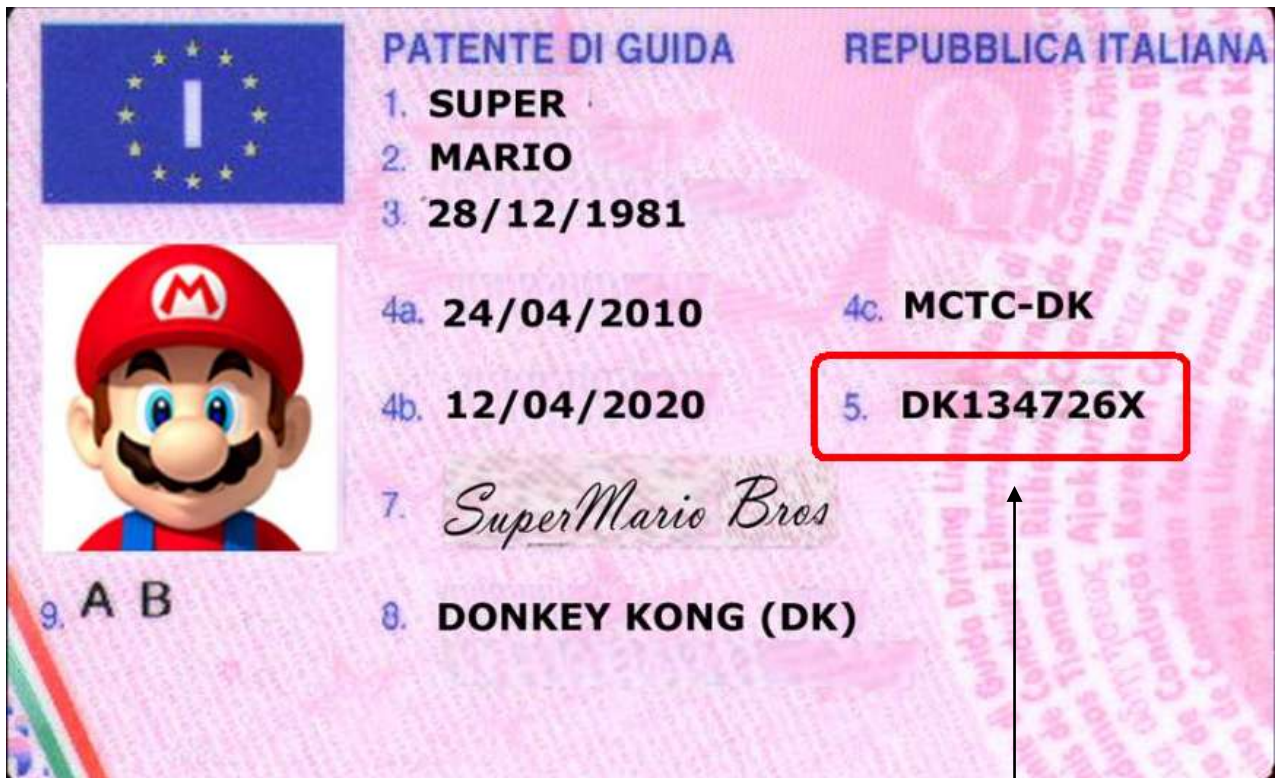 I
PATENTE DI GUIDA REPUBBLICA ITALIANA
1. SUPER
2. MARIO
3. 28/12/1981
M
4a. 24/04/2010 4c. MCTC-DK
4b. 12/04/2020 5. DK134726X
7. SuperMario Bros
9. A B
8. DONKEY KONG (DK)